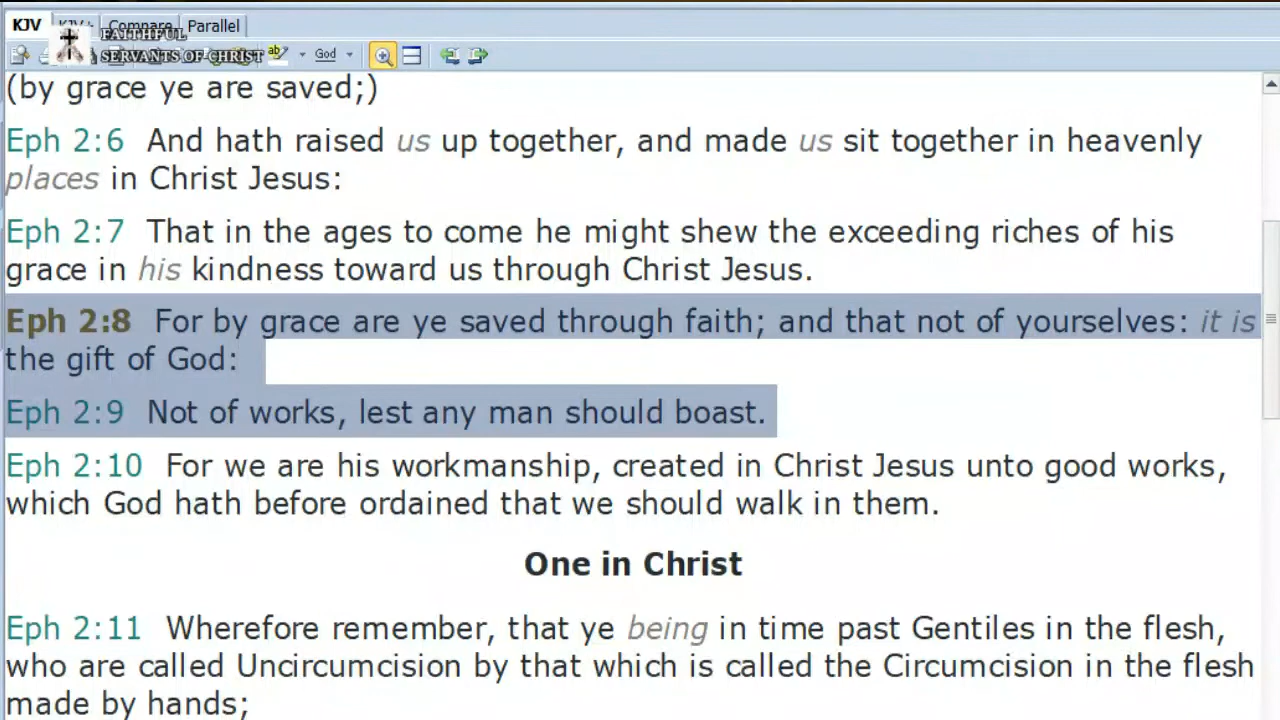 KJV KJV+ Compare Parallel
FAITHFUL
SERVANTS OF CHRIST
ab God
(by grace ye are saved;)
Eph 2:6 And hath raised us up together, and made us sit together in heavenly
places in Christ Jesus:
Eph 2:7 That in the ages to come he might shew the exceeding riches of his
grace in his kindness toward us through Christ Jesus.
Eph 2:8 For by grace are ye saved through faith; and that not of yourselves: it is
the gift of God:
Eph 2:9 Not of works, lest any man should boast.
Eph 2:10 For we are his workmanship, created in Christ Jesus unto good works,
which God hath before ordained that we should walk in them.
One in Christ
Eph 2:11 Wherefore remember, that ye being in time past Gentiles in the flesh,
who are called Uncircumcision by that which is called the Circumcision in the flesh
made by hands;